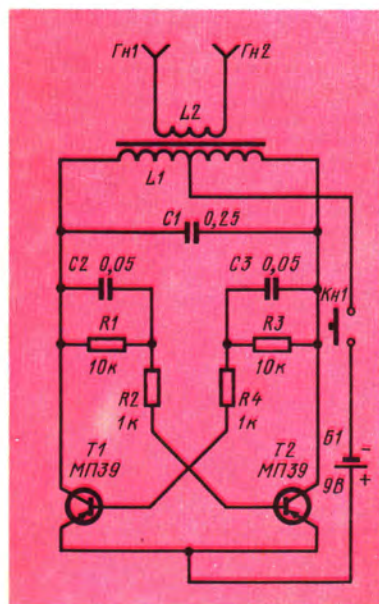 Гн1 Гн2
L2
L1
C1 0,25
C2 0,05 C3 0,05
Кн1
R1 R3
10к 10к
R2 R4
1к 1к
Б1
T1 T2
МП39 МП39
9В
- +